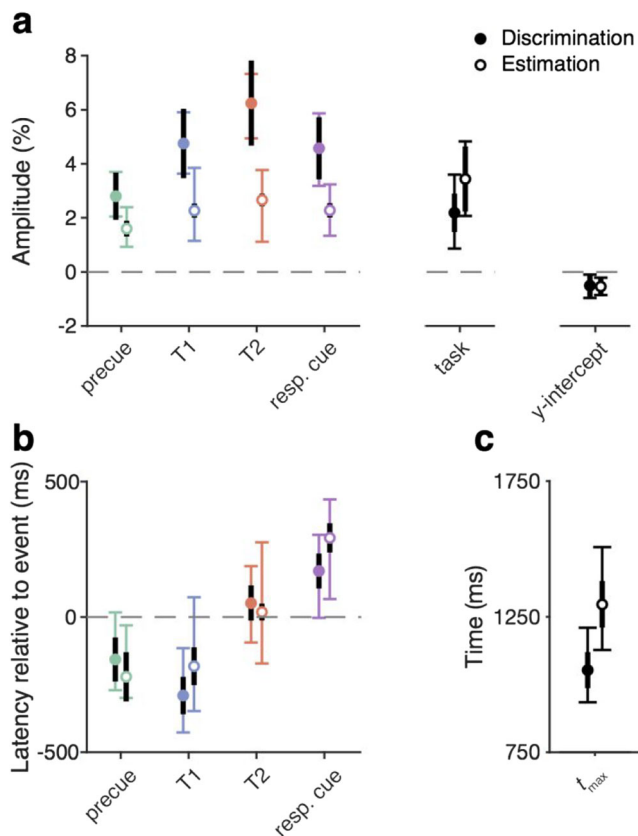 a
Discrimination
Estimation
Amplitude (%)
8
6
4
2
0
-2
precue
T1
T2
resp. cue
task
y-intercept
b
Latency relative to event (ms)
500
0
-500
precue
T1
T2
resp. cue
c
Time (ms)
1750
1250
750
tmax